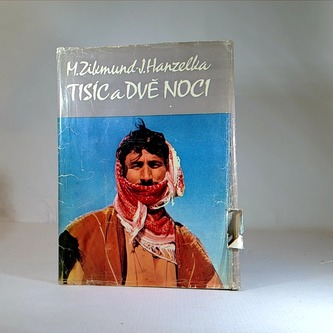 M.Zikmund-J.Hanzelka
TISÍC a DVĚ NOCI